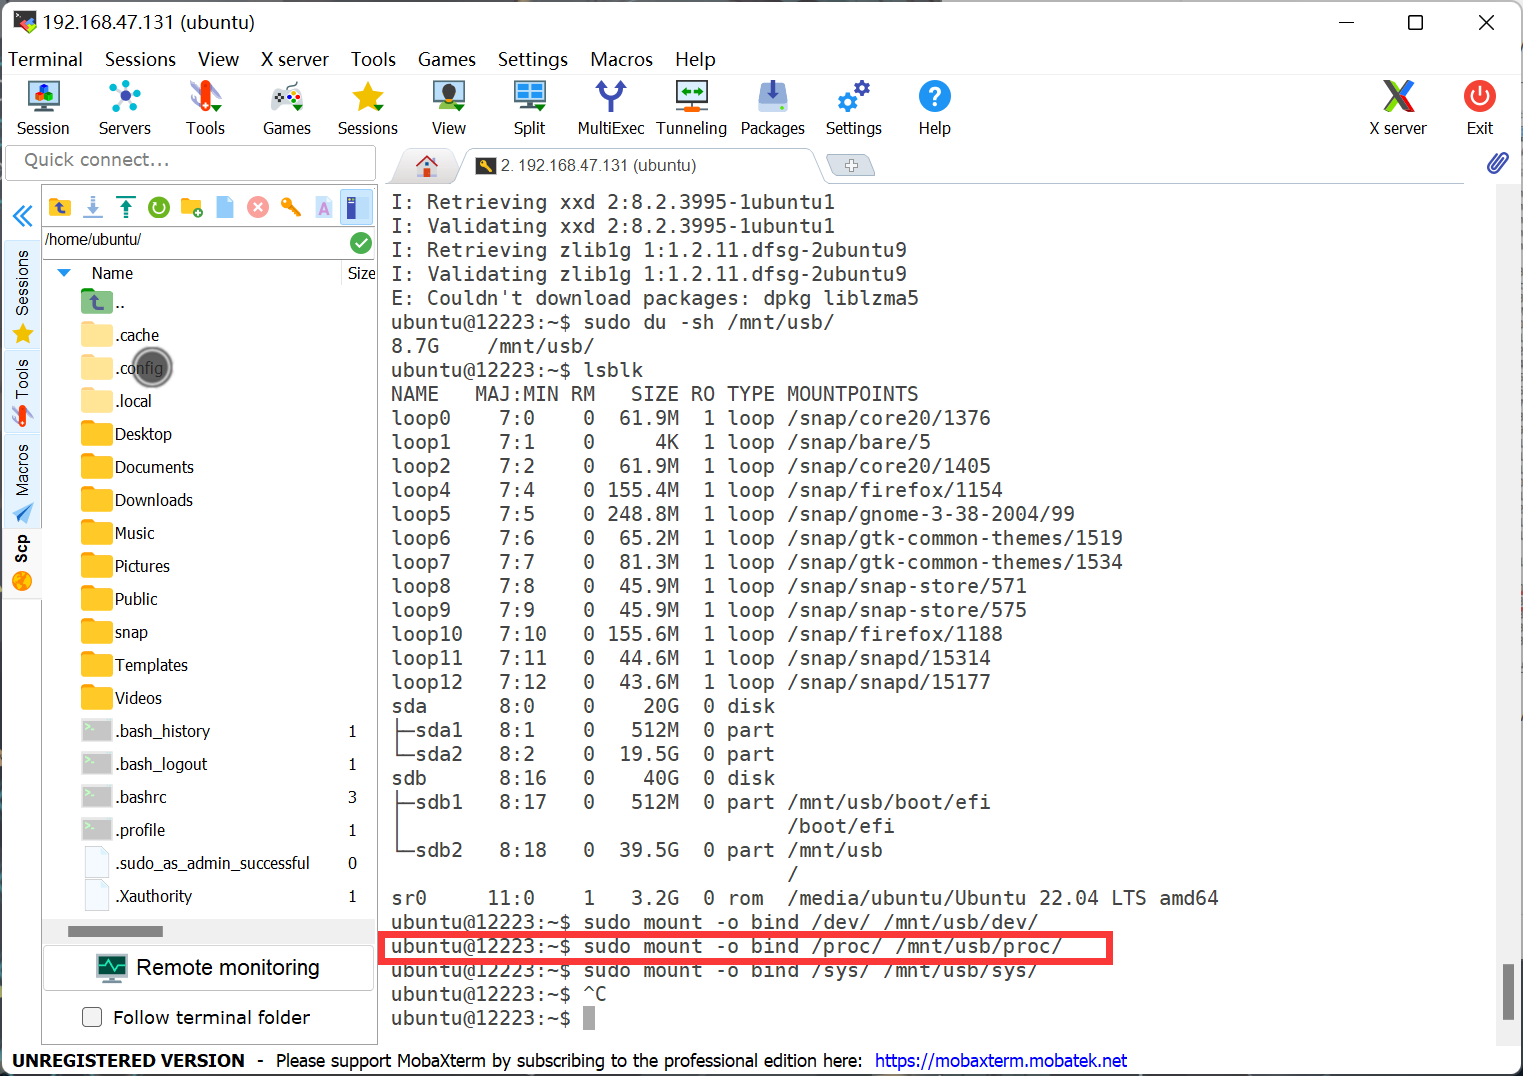 192.168.47.131 (ubuntu)
Terminal Sessions View X server Tools Games Settings Macros Help
Session Servers Tools Games Sessions View Split MultiExec Tunneling Packages Settings Help X server Exit
Quick connect...
2. 192.168.47.131 (ubuntu)
/home/ubuntu/
Name Size
..
.cache
.config
.local
Desktop
Documents
Downloads
Music
Pictures
Public
snap
Templates
Videos
.bash_history 1
.bash_logout 1
.bashrc 3
.profile 1
.sudo_as_admin_successful 0
.Xauthority 1
Sessions
Tools
Macros
Scp
Remote monitoring
Follow terminal folder
I: Retrieving xxd 2:8.2.3995-1ubuntu1
I: Validating xxd 2:8.2.3995-1ubuntu1
I: Retrieving zlib1g 1:1.2.11.dfsg-2ubuntu9
I: Validating zlib1g 1:1.2.11.dfsg-2ubuntu9
E: Couldn't download packages: dpkg liblzma5
ubuntu@12223:~$ sudo du -sh /mnt/usb/
8.7G    /mnt/usb/
ubuntu@12223:~$ lsblk
NAME   MAJ:MIN RM   SIZE RO TYPE MOUNTPOINTS
loop0    7:0    0  61.9M  1 loop /snap/core20/1376
loop1    7:1    0     4K  1 loop /snap/bare/5
loop2    7:2    0  61.9M  1 loop /snap/core20/1405
loop4    7:4    0 155.4M  1 loop /snap/firefox/1154
loop5    7:5    0 248.8M  1 loop /snap/gnome-3-38-2004/99
loop6    7:6    0  65.2M  1 loop /snap/gtk-common-themes/1519
loop7    7:7    0  81.3M  1 loop /snap/gtk-common-themes/1534
loop8    7:8    0  45.9M  1 loop /snap/snap-store/571
loop9    7:9    0  45.9M  1 loop /snap/snap-store/575
loop10   7:10   0 155.6M  1 loop /snap/firefox/1188
loop11   7:11   0  44.6M  1 loop /snap/snapd/15314
loop12   7:12   0  43.6M  1 loop /snap/snapd/15177
sda      8:0    0    20G  0 disk
├─sda1   8:1    0   512M  0 part
└─sda2   8:2    0  19.5G  0 part
sdb      8:16   0    40G  0 disk
├─sdb1   8:17   0   512M  0 part /mnt/usb/boot/efi
│                                /boot/efi
└─sdb2   8:18   0  39.5G  0 part /mnt/usb
/
sr0     11:0    1   3.2G  0 rom  /media/ubuntu/Ubuntu 22.04 LTS amd64
ubuntu@12223:~$ sudo mount -o bind /dev/ /mnt/usb/dev/
ubuntu@12223:~$ sudo mount -o bind /proc/ /mnt/usb/proc/
ubuntu@12223:~$ sudo mount -o bind /sys/ /mnt/usb/sys/
ubuntu@12223:~$ ^C
ubuntu@12223:~$
UNREGISTERED VERSION - Please support MobaXterm by subscribing to the professional edition here: https://mobaxterm.mobatek.net